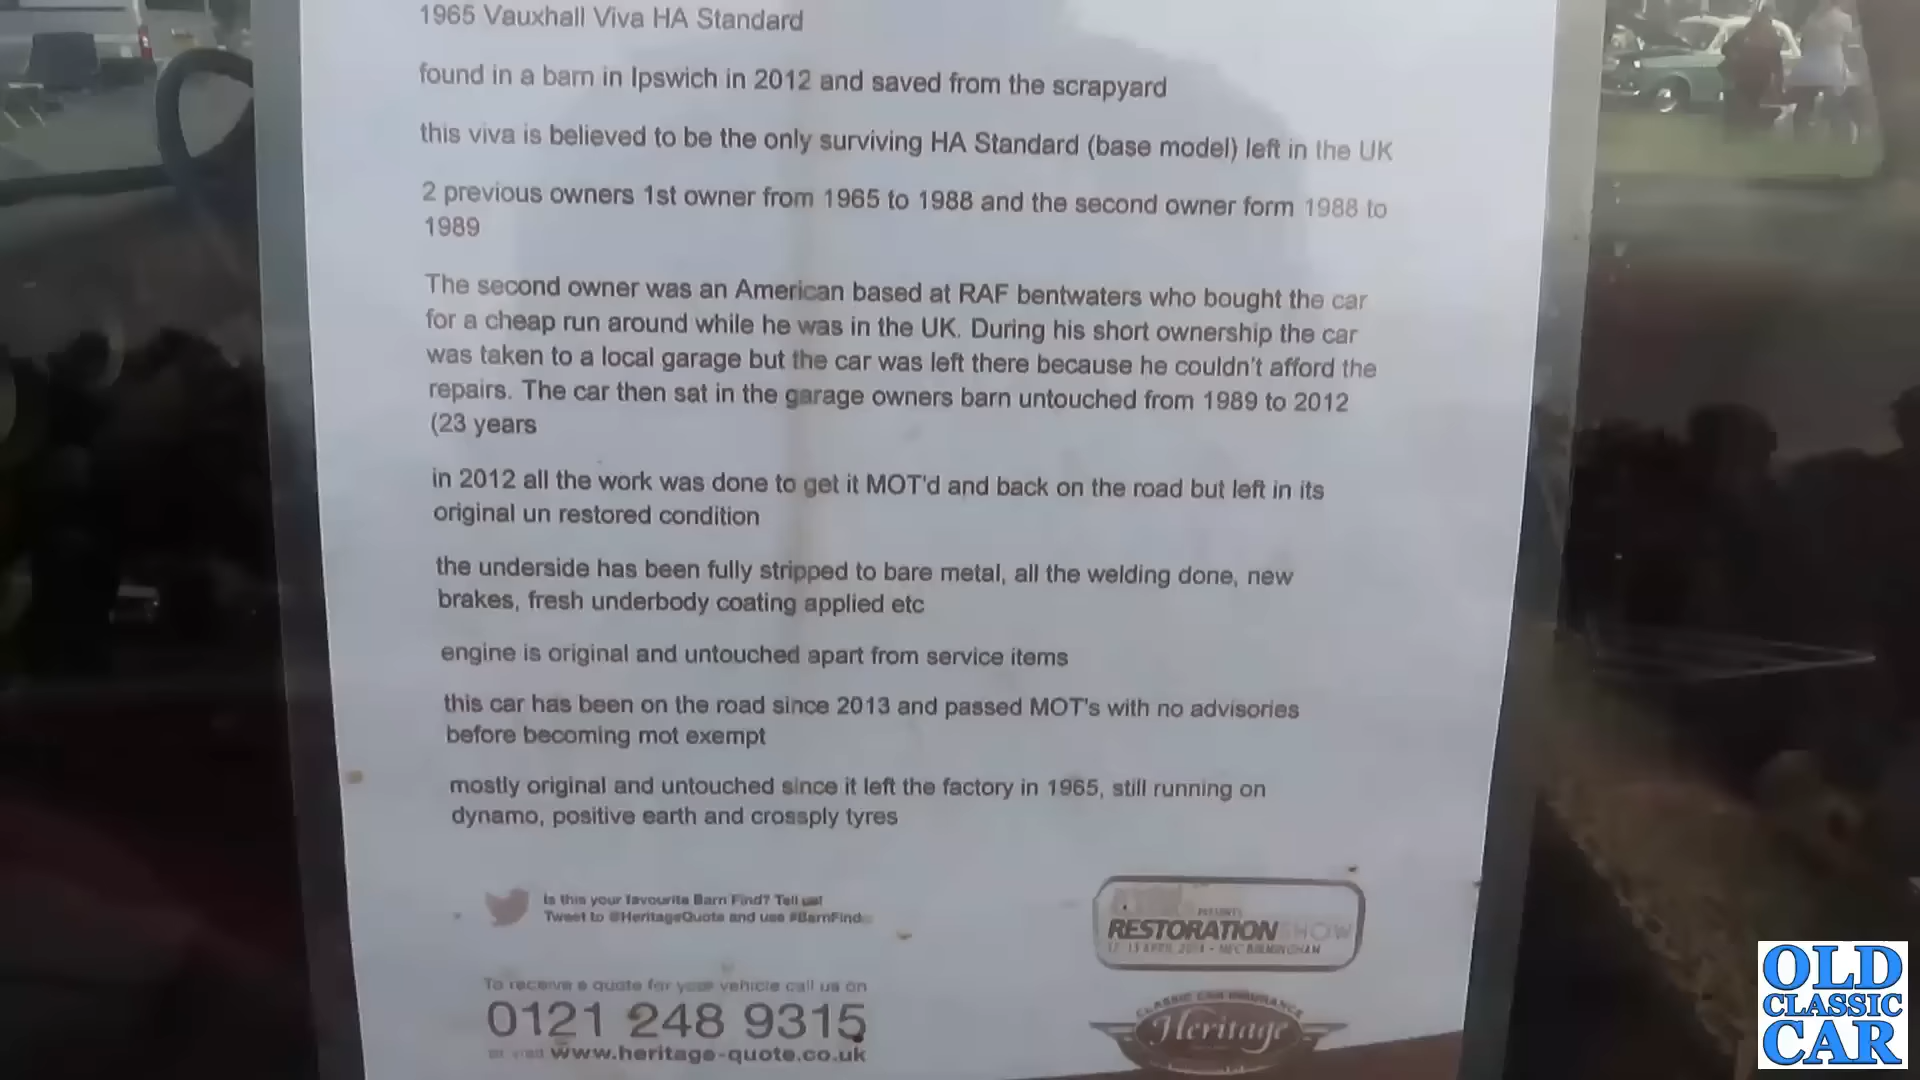 1965 Vauxhall Viva HA Standard
found in a barn in Ipswich in 2012 and saved from the scrapyard
this viva is believed to be the only surviving HA Standard (base model) left in the UK
2 previous owners 1st owner from 1965 to 1988 and the second owner form 1988 to
1989
The second owner was an American based at RAF bentwaters who bought the car
for a cheap run around while he was in the UK. During his short ownership the car
was taken to a local garage but the car was left there because he couldn't afford the
repairs. The car then sat in the garage owners barn untouched from 1989 to 2012
(23 years
in 2012 all the work was done to get it MOT'd and back on the road but left in its
original un restored condition
the underside has been fully stripped to bare metal, all the welding done, new
brakes, fresh underbody coating applied etc
engine is original and untouched apart from service items
this car has been on the road since 2013 and passed MOT's with no advisories
before becoming mot exempt
mostly original and untouched since it left the factory in 1965, still running on
dynamo, positive earth and crossply tyres
Is this your favourite Barn Find? Tell us!
Tweet to @HeritageQuote and use #BarnFind
PRESENTS
RESTORATION SHOW
APRIL • NEC BIRMINGHAM
To receive a quote for your vehicle call us on
0121 248 9315
or visit www.heritage-quote.co.uk
CLASSIC CAR INSURANCE
Heritage
OLD
CLASSIC
CAR